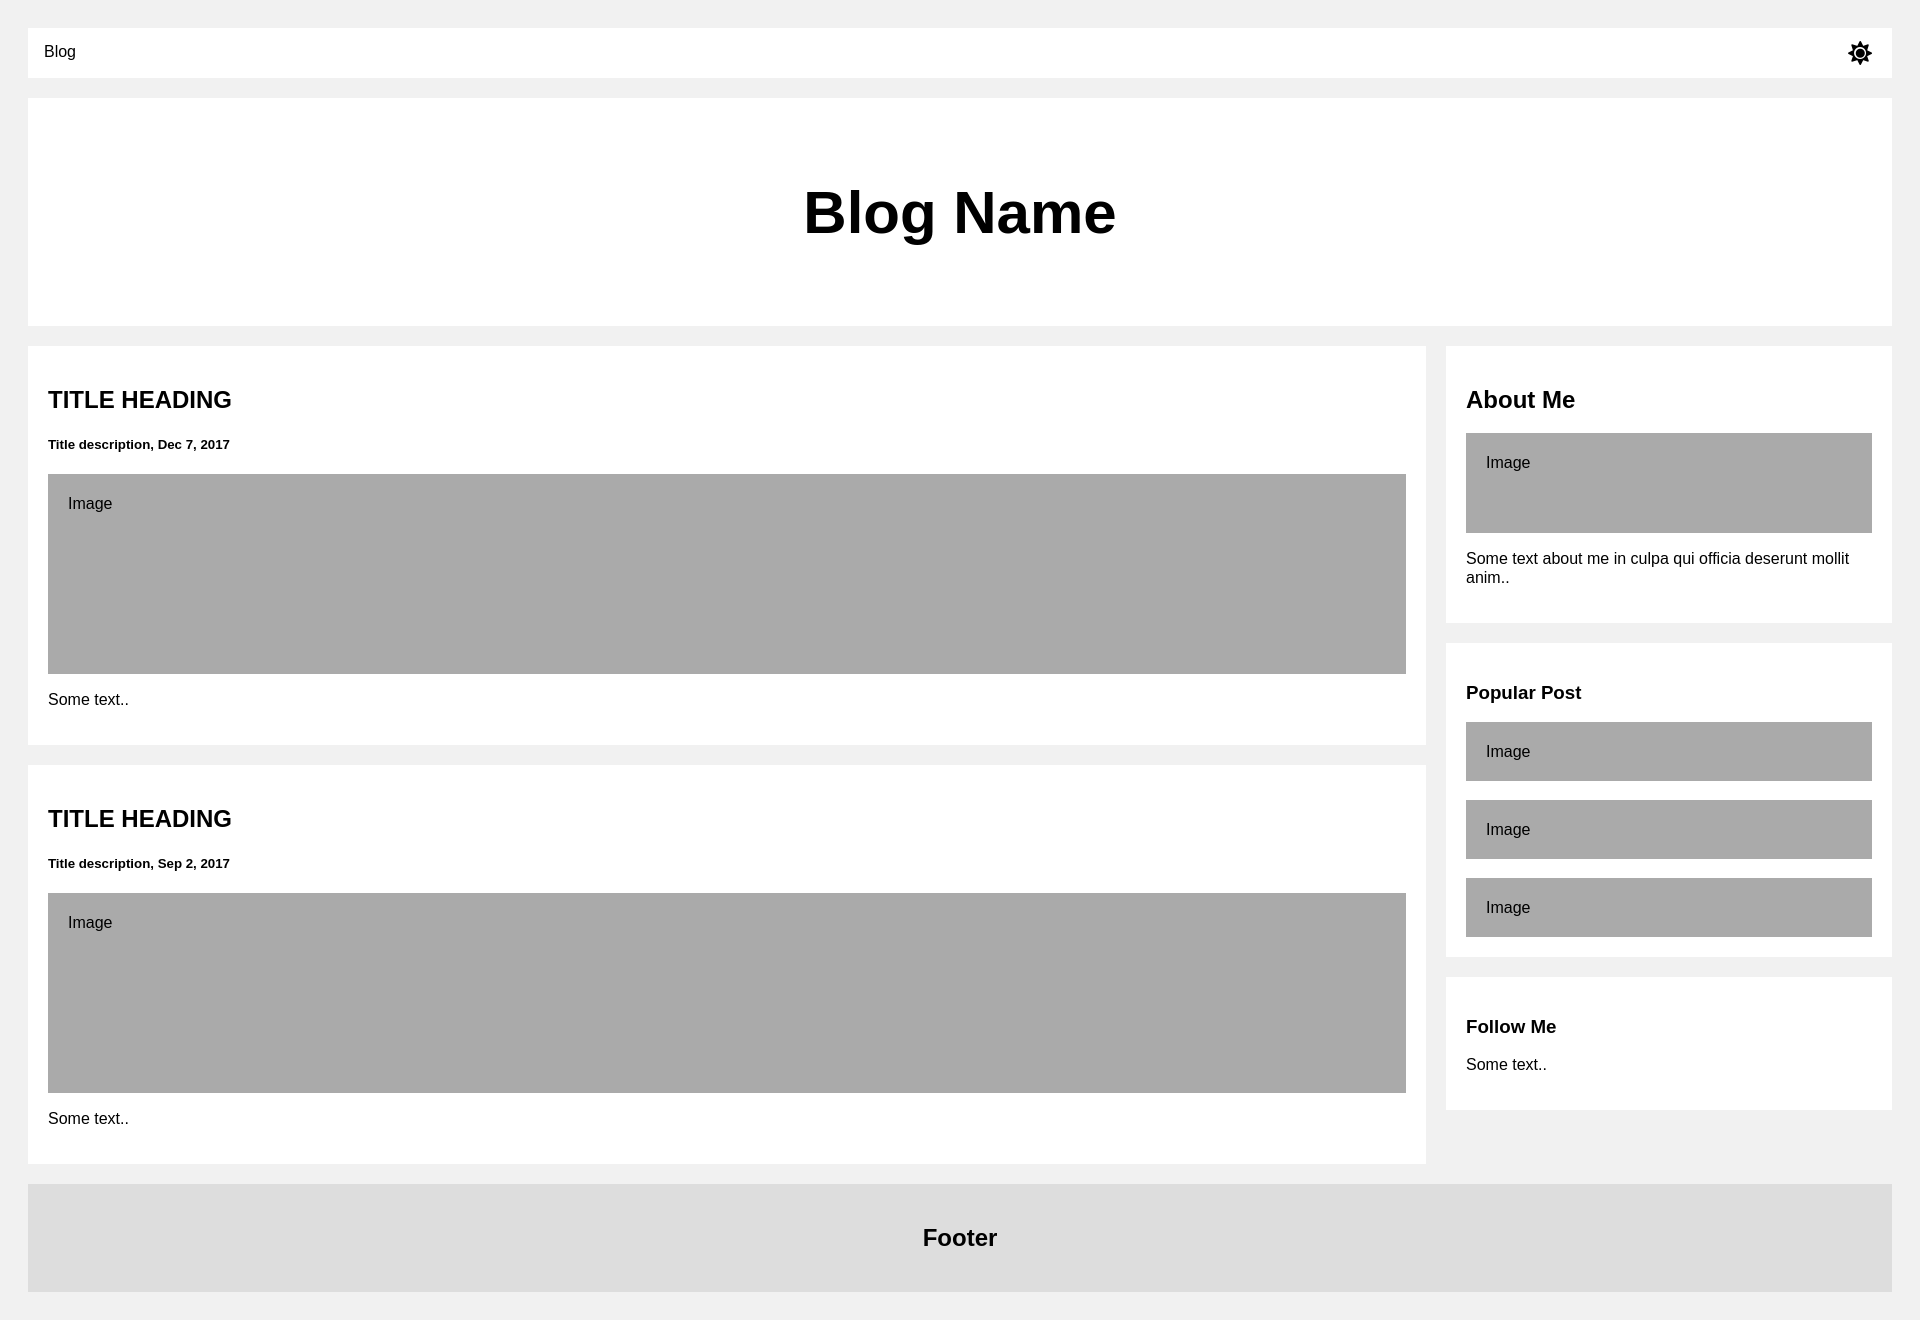 Blog
Blog Name
TITLE HEADING
Title description, Dec 7, 2017
Image
Some text..
TITLE HEADING
Title description, Sep 2, 2017
Image
Some text..
About Me
Image
Some text about me in culpa qui officia deserunt mollit
anim..
Popular Post
Image
Image
Image
Follow Me
Some text..
Footer